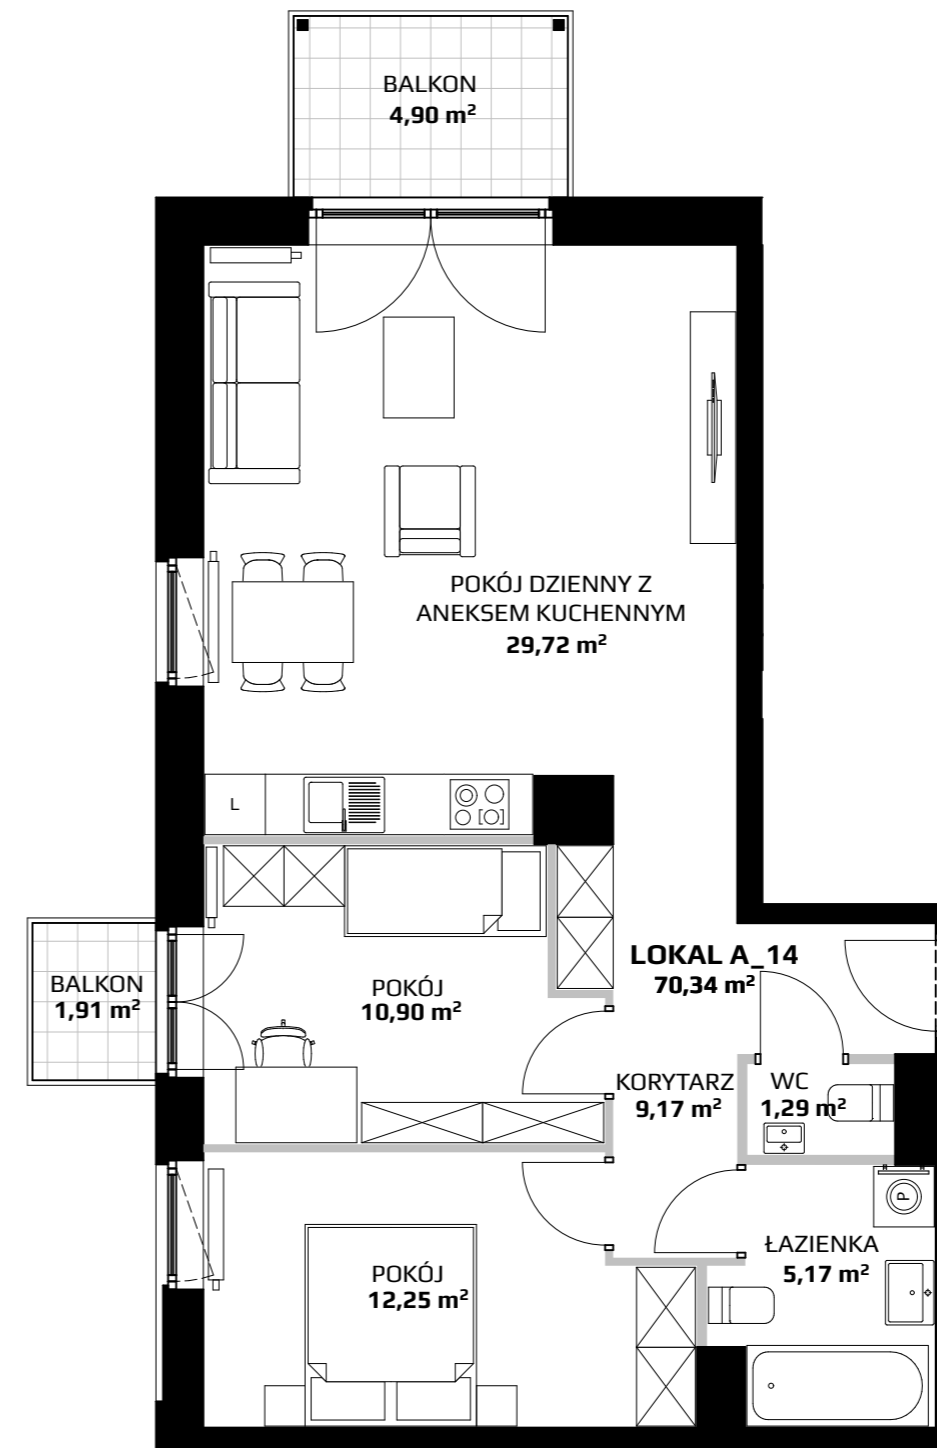 BALKON
4,90 m²
POKÓJ DZIENNY Z
ANEKSEM KUCHENNYM
29,72 m²
L
LOKAL A_14
70,34 m²
BALKON
1,91 m²
POKÓJ
10,90 m²
KORYTARZ
9,17 m²
WC
1,29 m²
P
ŁAZIENKA
5,17 m²
POKÓJ
12,25 m²